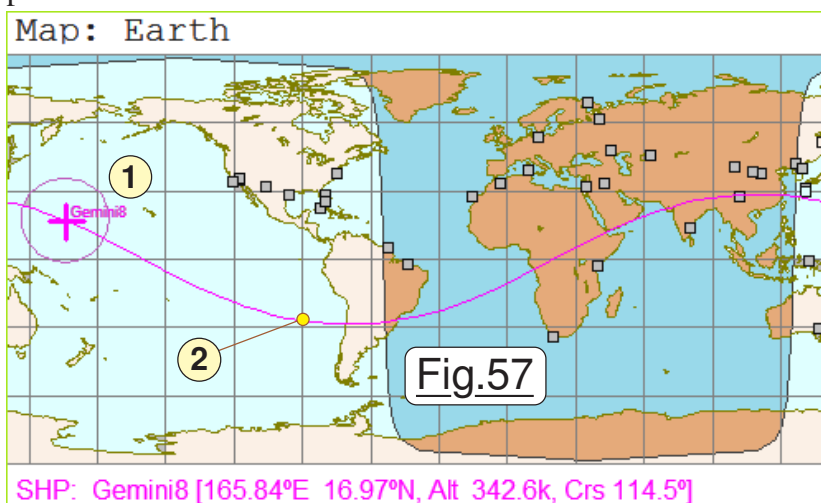 Map: Earth
1
Gemini8
2
Fig.57
SHP: Gemini8 [165.84ºE 16.97ºN, Alt 342.6k, Crs 114.5º]